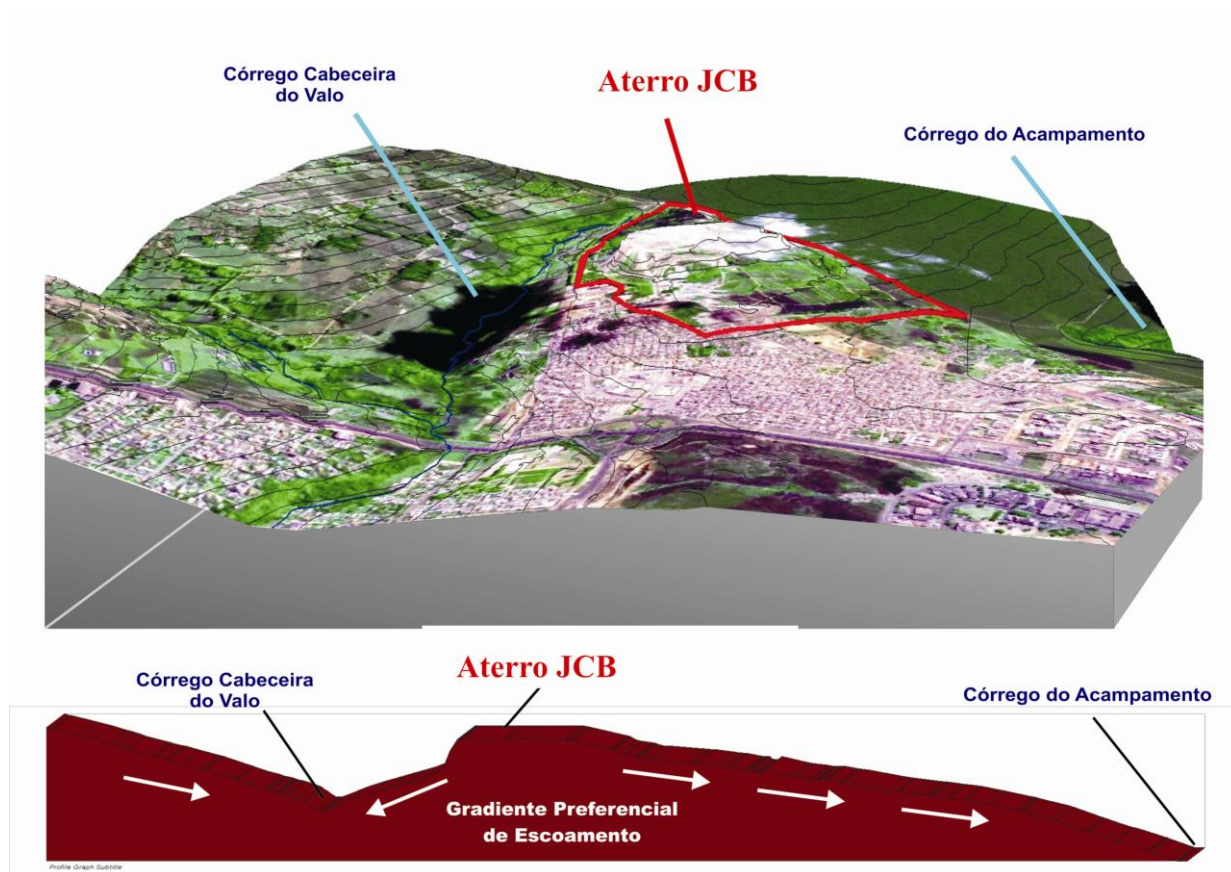 Córrego Cabeceira
do Valo
Aterro JCB
Córrego do Acampamento
Córrego Cabeceira
do Valo
Aterro JCB
Córrego do Acampamento
Gradiente Preferencial
de Escoamento
Profile Graph Subtitle